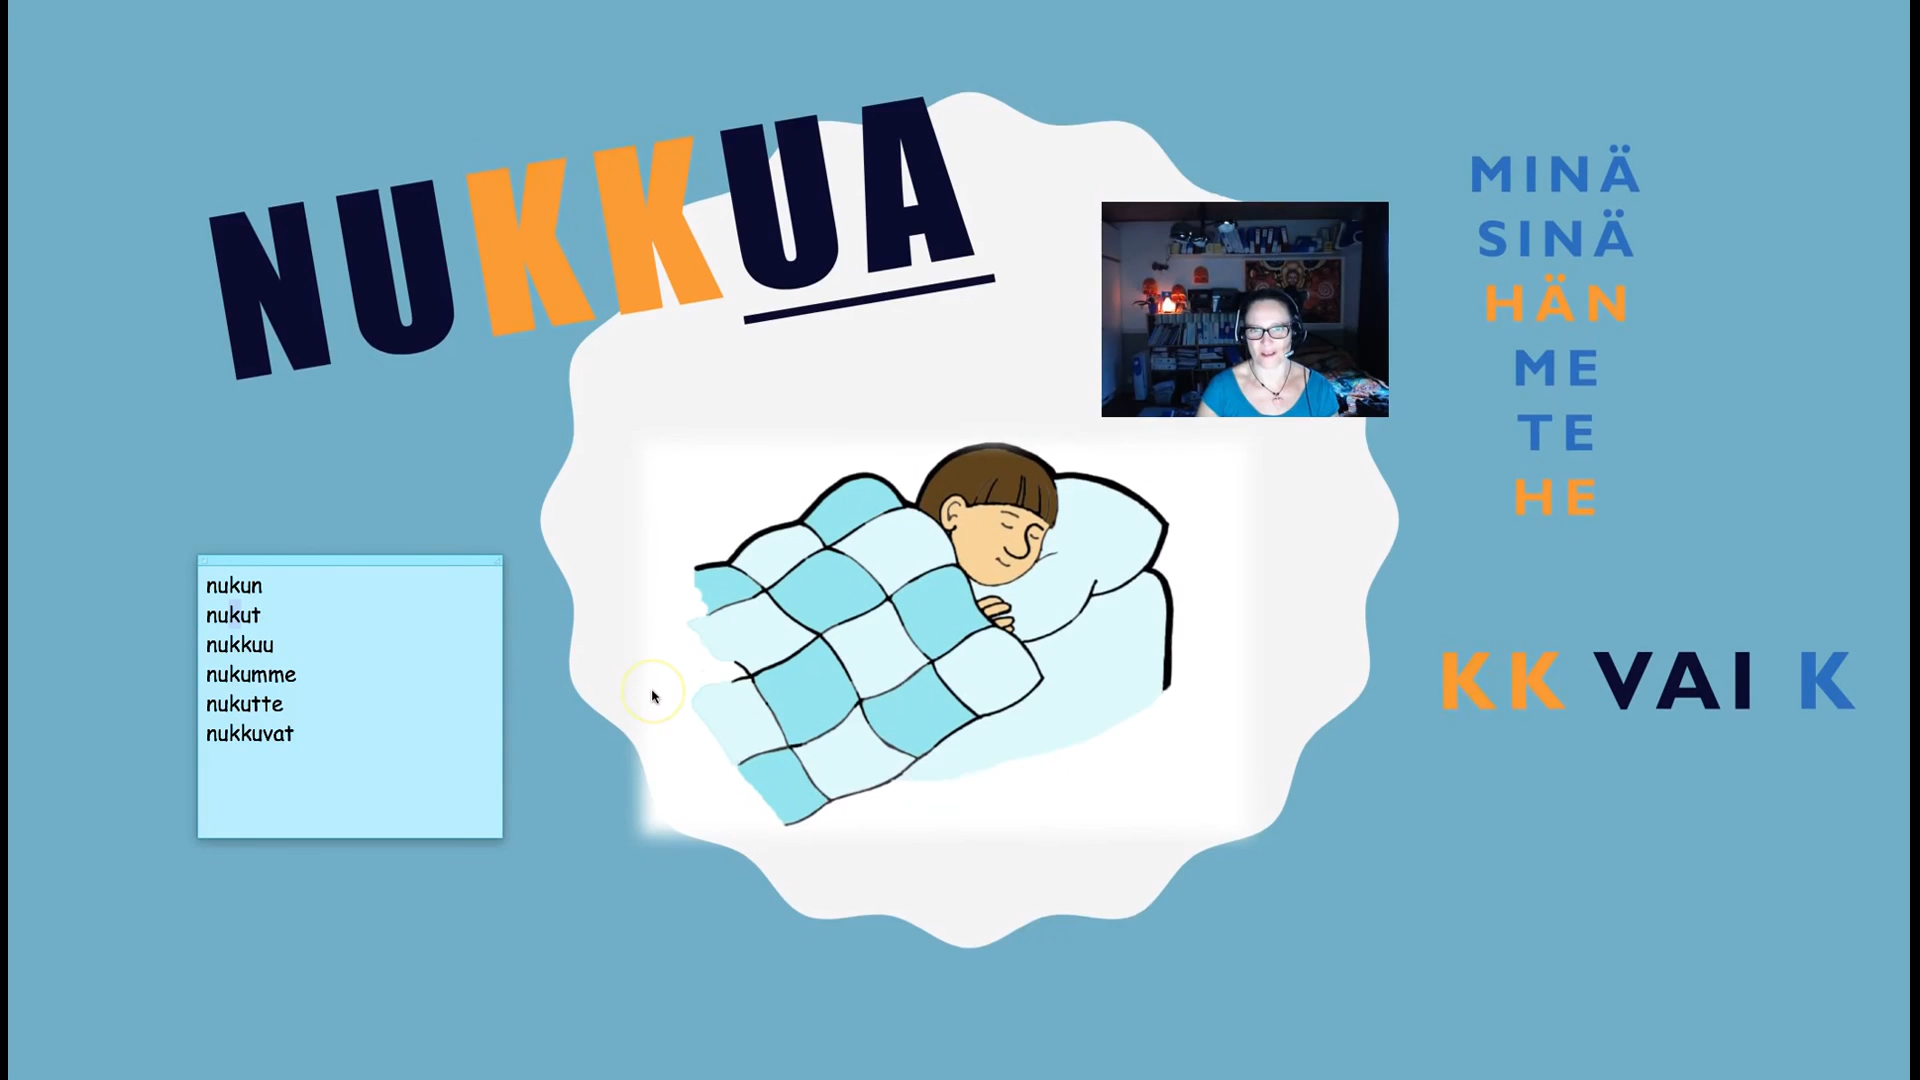 NUKKUA
MINÄ
SINÄ
HÄN
ME
TE
HE
nukun
nukut
nukkuu
nukumme
nukutte
nukkuvat
KK VAI K